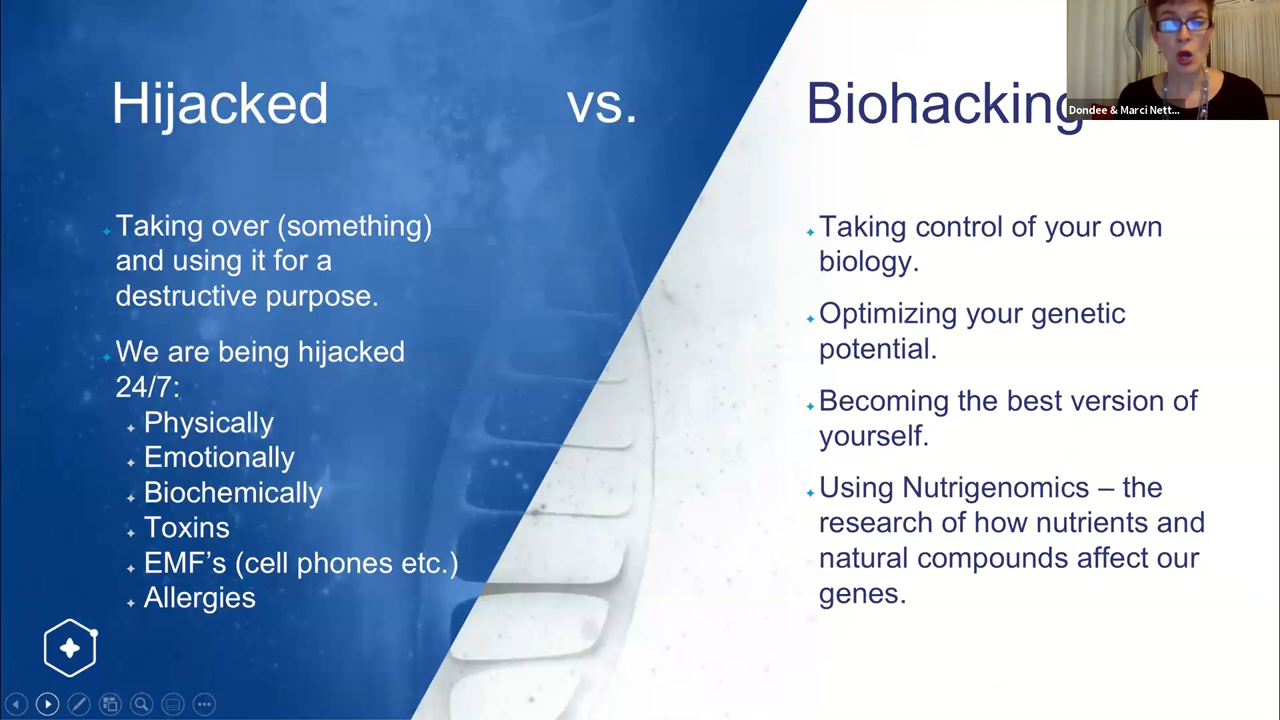 Hijacked
vs.
Biohacking
Dondee & Marci Nett...
Taking over (something)
and using it for a
destructive purpose.
We are being hijacked
24/7:
Physically
Emotionally
Biochemically
Toxins
EMF’s (cell phones etc.)
Allergies
Taking control of your own
biology.
Optimizing your genetic
potential.
Becoming the best version of
yourself.
Using Nutrigenomics – the
research of how nutrients and
natural compounds affect our
genes.